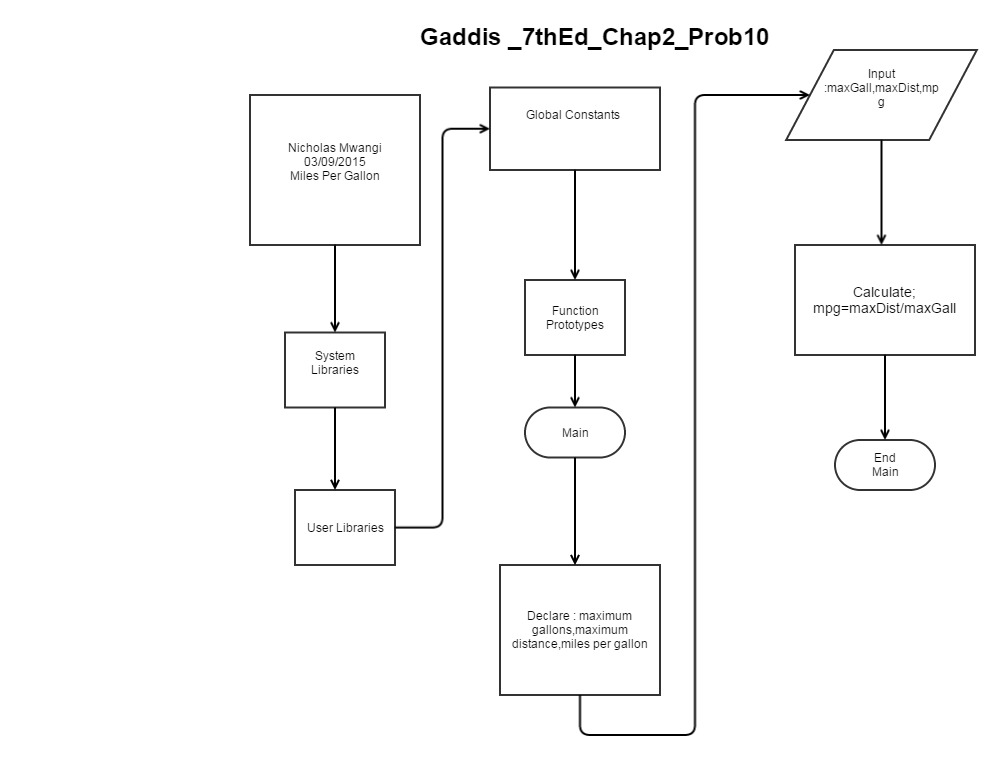 Gaddis _7thEd_Chap2_Prob10
Nicholas Mwangi
03/09/2015
Miles Per Gallon
System
Libraries
User Libraries
Global Constants
Function
Prototypes
Main
Declare : maximum
gallons,maximum
distance,miles per gallon
Input
:maxGall,maxDist,mp
g
Calculate;
mpg=maxDist/maxGall
End
Main